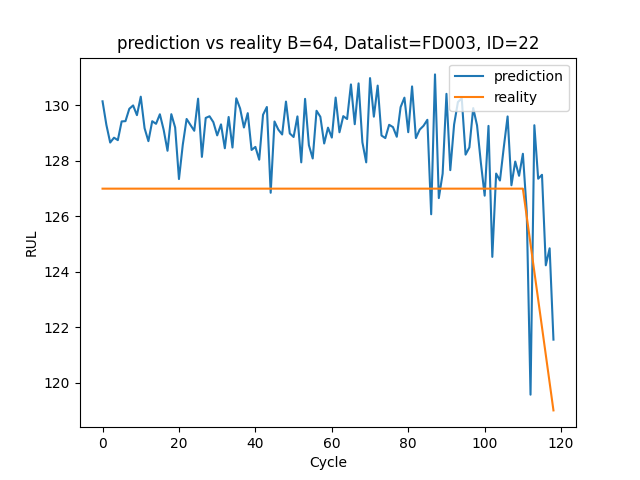 prediction vs reality B=64, Datalist=FD003, ID=22
prediction
reality
RUL
130
128
126
124
122
120
0 20 40 60 80 100 120
Cycle